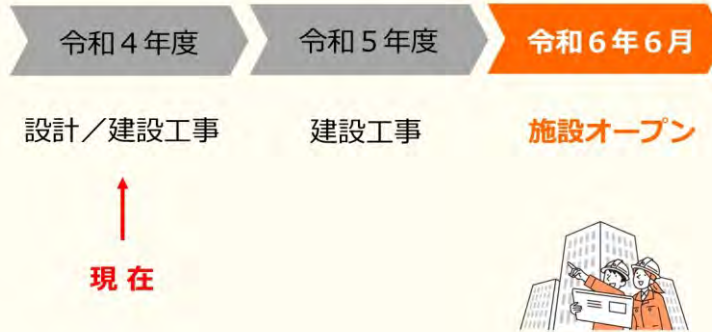 令和４年度 令和５年度 令和６年６月
設計／建設工事 建設工事 施設オープン
現 在